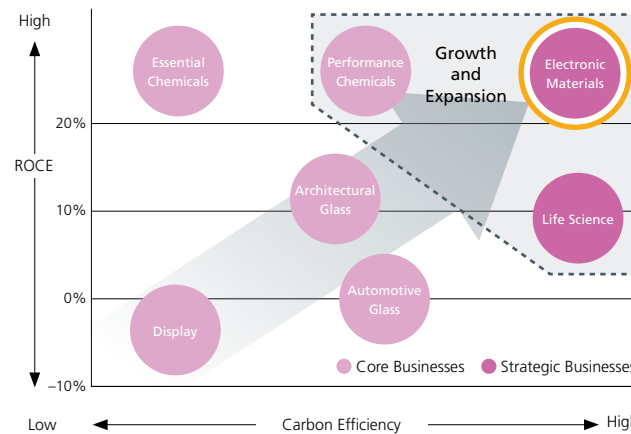 High
Essential
Chemicals
Performance
Chemicals
Growth
and
Expansion
Electronic
Materials
20%
ROCE
Architectural
Glass
10%
Life Science
0%
Automotive
Glass
Display
Core Businesses
Strategic Businesses
–10%
Low
Carbon Efficiency
High